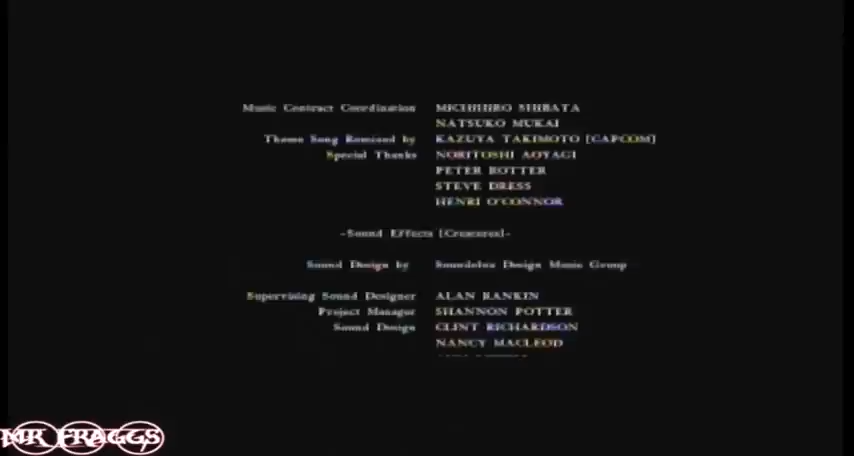 Music Contract Coordination MICHIHIRO SHIBATA
NATSUKO MUKAI
Theme Song Remixed by KAZUYA TAKIMOTO [CAPCOM]
Special Thanks NORITOSHI AOYAGI
PETER ROTTER
STEVE DRESS
HENRI O'CONNOR
-Sound Effects [Creatures]-
Sound Design by Soundelux Design Music Group
Supervising Sound Designer ALAN RANKIN
Project Manager SHANNON POTTER
Sound Design CLINT RICHARDSON
NANCY MACLEOD
MR FRAGGS